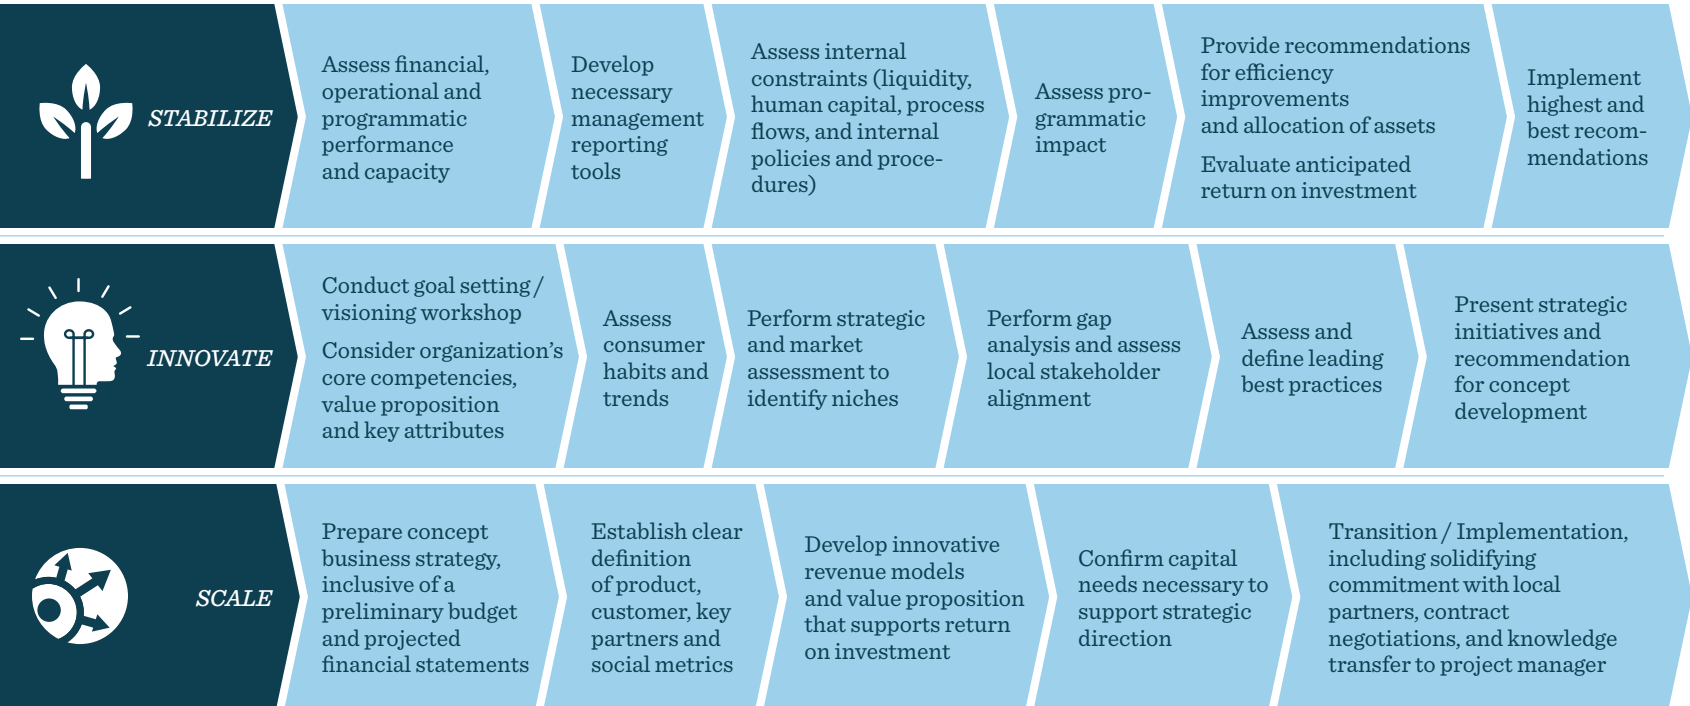 STABILIZE
Assess financial,
operational and
programmatic
performance
and capacity
Develop
necessary
management
reporting
tools
Assess internal
constraints (liquidity,
human capital, process
flows, and internal
policies and proce-
dures)
Assess pro-
grammatic
impact
Provide recommendations
for efficiency
improvements
and allocation of assets
Evaluate anticipated
return on investment
Implement
highest and
best recom-
mendations
INNOVATE
Conduct goal setting /
visioning workshop
Consider organization’s
core competencies,
value proposition
and key attributes
Assess
consumer
habits and
trends
Perform strategic
and market
assessment to
identify niches
Perform gap
analysis and assess
local stakeholder
alignment
Assess and
define leading
best practices
Present strategic
initiatives and
recommendation
for concept
development
SCALE
Prepare concept
business strategy,
inclusive of a
preliminary budget
and projected
financial statements
Establish clear
definition
of product,
customer, key
partners and
social metrics
Develop innovative
revenue models
and value proposition
that supports return
on investment
Confirm capital
needs necessary to
support strategic
direction
Transition / Implementation,
including solidifying
commitment with local
partners, contract
negotiations, and knowledge
transfer to project manager